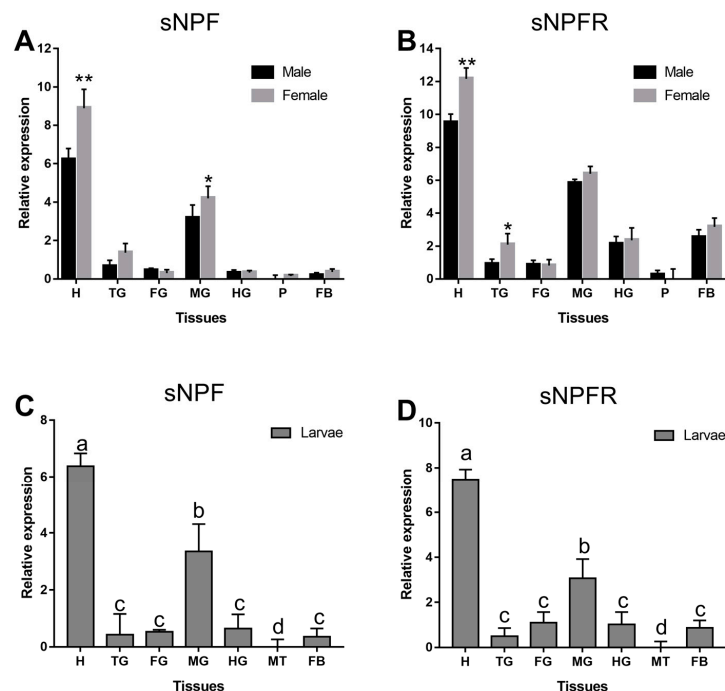 A
sNPF
Relative expression
12
10
8
6
4
2
0
**
*
Male
Female
H TG FG MG HG P FB
Tissues
B
sNPFR
Relative expression
14
12
10
8
6
4
2
0
**
*
Male
Female
H TG FG MG HG P FB
Tissues
C
sNPF
Relative expression
8
6
4
2
0
Larvae
a c c b c d c
H TG FG MG HG MT FB
Tissues
D
sNPFR
Relative expression
10
8
6
4
2
0
Larvae
a c c b c d c
H TG FG MG HG MT FB
Tissues